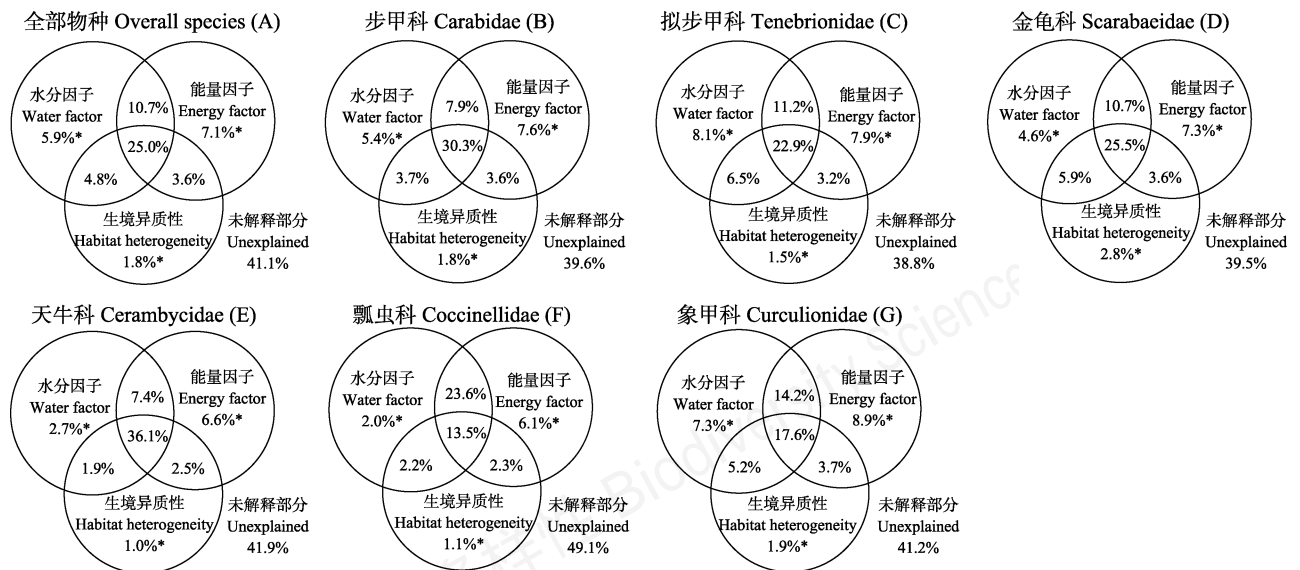 全部物种 Overall species (A)
水分因子
Water factor
5.9%*
10.7%
能量因子
Energy factor
7.1%*
25.0%
4.8%
3.6%
生境异质性
Habitat heterogeneity
1.8%*
未解释部分
Unexplained
41.1%
步甲科 Carabidae (B)
水分因子
Water factor
5.4%*
7.9%
能量因子
Energy factor
7.6%*
30.3%
3.7%
3.6%
生境异质性
Habitat heterogeneity
1.8%*
未解释部分
Unexplained
39.6%
拟步甲科 Tenebrionidae (C)
水分因子
Water factor
8.1%*
11.2%
能量因子
Energy factor
7.9%*
22.9%
6.5%
3.2%
生境异质性
Habitat heterogeneity
1.5%*
未解释部分
Unexplained
38.8%
金龟科 Scarabaeidae (D)
水分因子
Water factor
4.6%*
10.7%
能量因子
Energy factor
7.3%*
25.5%
5.9%
3.6%
生境异质性
Habitat heterogeneity
2.8%*
未解释部分
Unexplained
39.5%
天牛科 Cerambycidae (E)
水分因子
Water factor
2.7%*
7.4%
能量因子
Energy factor
6.6%*
36.1%
1.9%
2.5%
生境异质性
Habitat heterogeneity
1.0%*
未解释部分
Unexplained
41.9%
瓢虫科 Coccinellidae (F)
水分因子
Water factor
2.0%*
23.6%
能量因子
Energy factor
6.1%*
13.5%
2.2%
2.3%
生境异质性
Habitat heterogeneity
1.1%*
未解释部分
Unexplained
49.1%
象甲科 Curculionidae (G)
水分因子
Water factor
7.3%*
14.2%
能量因子
Energy factor
8.9%*
17.6%
5.2%
3.7%
生境异质性
Habitat heterogeneity
1.9%*
未解释部分
Unexplained
41.2%
Biodiversity Science